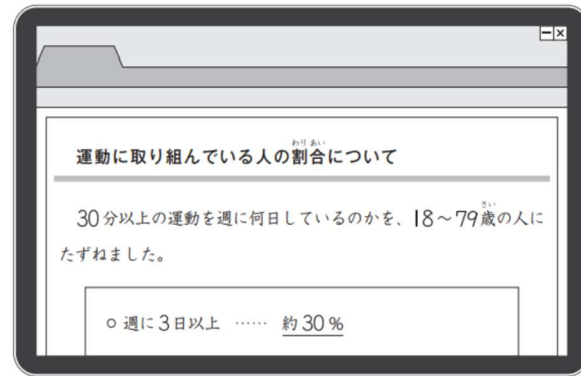 運動に取り組んでいる人の割合について
30分以上の運動を週に何日しているのかを、18～79歳の人に
たずねました。
○ 週に3日以上 …… 約30%